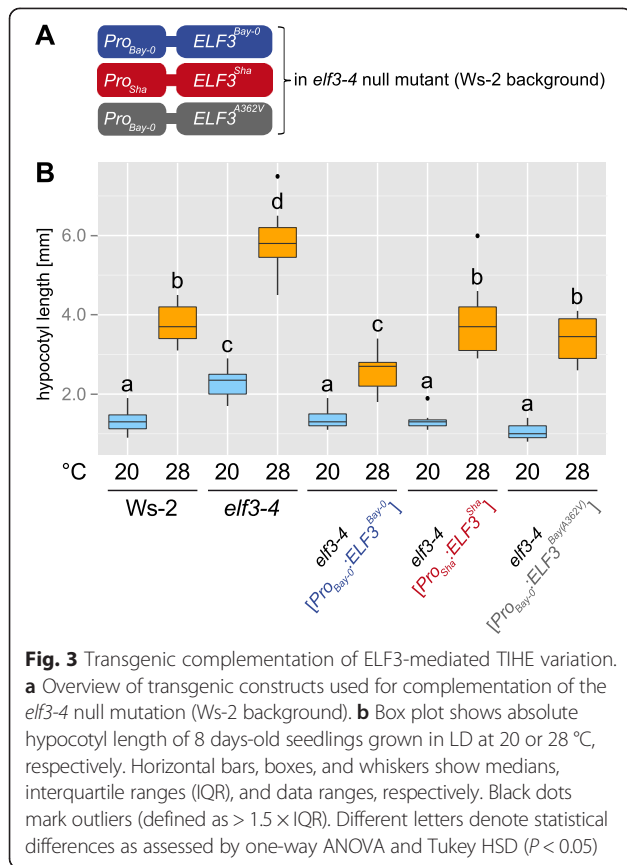 A
Pro Bay-0 ELF3 Bay-0
Pro Sha ELF3 Sha
Pro Bay-0 ELF3 A362V
in elf3-4 null mutant (Ws-2 background)
B
hypocotyl length [mm]
6.0
4.0
2.0
a b c d a c a b a b
°C 20 28 20 28 20 28 20 28 20 28
Ws-2
elf3-4
elf3-4
[Pro Bay-0:ELF3 Bay-0]
elf3-4
[Pro Sha:ELF3 Sha]
elf3-4
[Pro Bay-0:ELF3 Bay(A362V)]
Fig. 3 Transgenic complementation of ELF3-mediated TIHE variation.
a Overview of transgenic constructs used for complementation of the
elf3-4 null mutation (Ws-2 background). b Box plot shows absolute
hypocotyl length of 8 days-old seedlings grown in LD at 20 or 28 °C,
respectively. Horizontal bars, boxes, and whiskers show medians,
interquartile ranges (IQR), and data ranges, respectively. Black dots
mark outliers (defined as > 1.5 × IQR). Different letters denote statistical
differences as assessed by one-way ANOVA and Tukey HSD (P < 0.05)